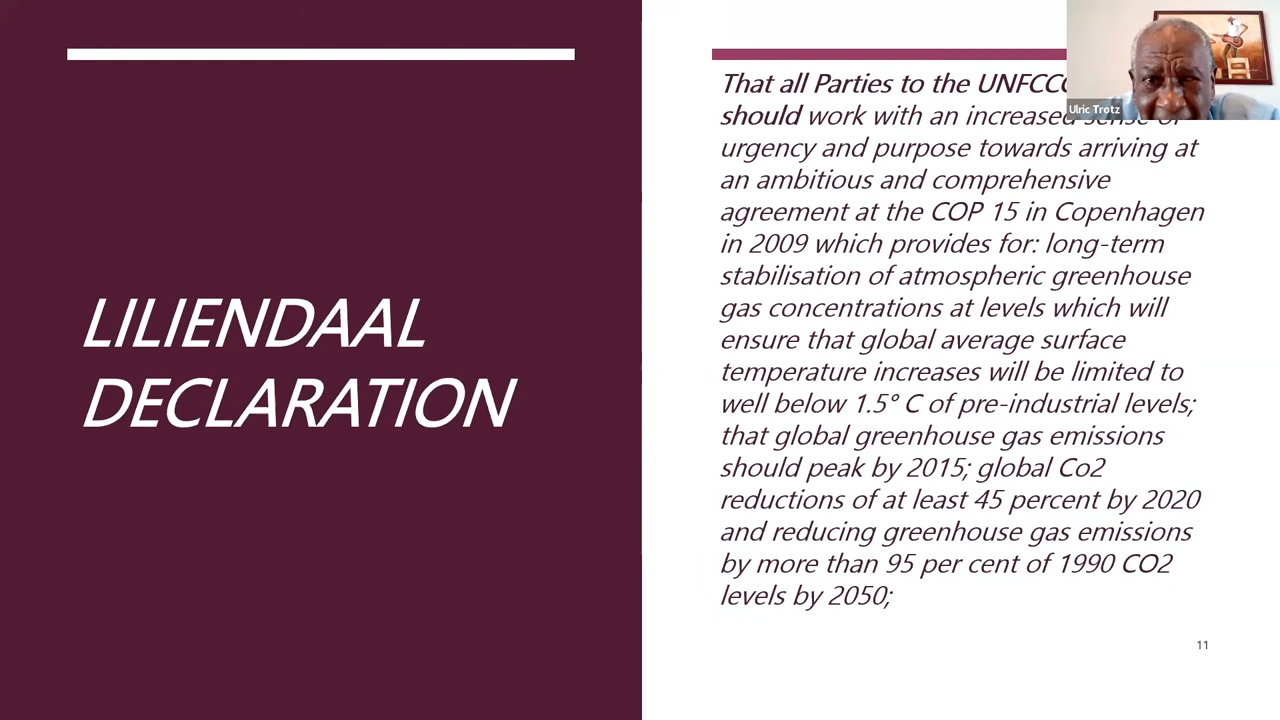 LILIENDAAL
DECLARATION
That all Parties to the UNFCCC
should work with an increased sense of
urgency and purpose towards arriving at
an ambitious and comprehensive
agreement at the COP 15 in Copenhagen
in 2009 which provides for: long-term
stabilisation of atmospheric greenhouse
gas concentrations at levels which will
ensure that global average surface
temperature increases will be limited to
well below 1.5° C of pre-industrial levels;
that global greenhouse gas emissions
should peak by 2015; global Co2
reductions of at least 45 percent by 2020
and reducing greenhouse gas emissions
by more than 95 per cent of 1990 CO2
levels by 2050;
11
Ulric Trotz